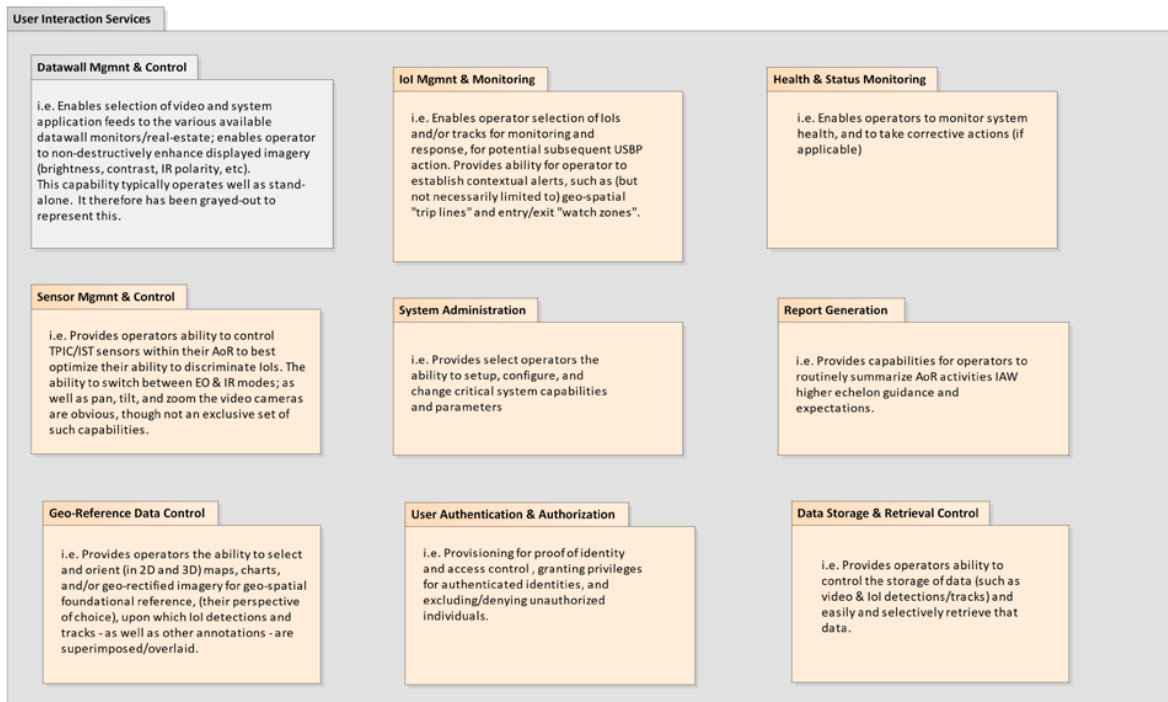 User Interaction Services
Datawall Mgmnt & Control
i.e. Enables selection of video and system
application feeds to the various available
datawall monitors/real-estate; enables operator
to non-destructively enhance displayed imagery
(brightness, contrast, IR polarity, etc).
This capability typically operates well as stand-
alone. It therefore has been grayed-out to
represent this.
IoI Mgmnt & Monitoring
i.e. Enables operator selection of IoIs
and/or tracks for monitoring and
response, for potential subsequent USBP
action. Provides ability for operator to
establish contextual alerts, such as (but
not necessarily limited to) geo-spatial
"trip lines" and entry/exit "watch zones".
Health & Status Monitoring
i.e. Enables operators to monitor system
health, and to take corrective actions (if
applicable)
Sensor Mgmnt & Control
i.e. Provides operators ability to control
TPIC/IST sensors within their AoR to best
optimize their ability to discriminate IoIs. The
ability to switch between EO & IR modes; as
well as pan, tilt, and zoom the video cameras
are obvious, though not an exclusive set of
such capabilities.
System Administration
i.e. Provides select operators the
ability to setup, configure, and
change critical system capabilities
and parameters
Report Generation
i.e. Provides capabilities for operators to
routinely summarize AoR activities IAW
higher echelon guidance and
expectations.
Geo-Reference Data Control
i.e. Provides operators the ability to select
and orient (in 2D and 3D) maps, charts,
and/or geo-rectified imagery for geo-spatial
foundational reference, (their perspective
of choice), upon which IoI detections and
tracks - as well as other annotations - are
superimposed/overlaid.
User Authentication & Authorization
i.e. Provisioning for proof of identity
and access control , granting privileges
for authenticated identities, and
excluding/denying unauthorized
individuals.
Data Storage & Retrieval Control
i.e. Provides operators ability to
control the storage of data (such as
video & IoI detections/tracks) and
easily and selectively retrieve that
data.